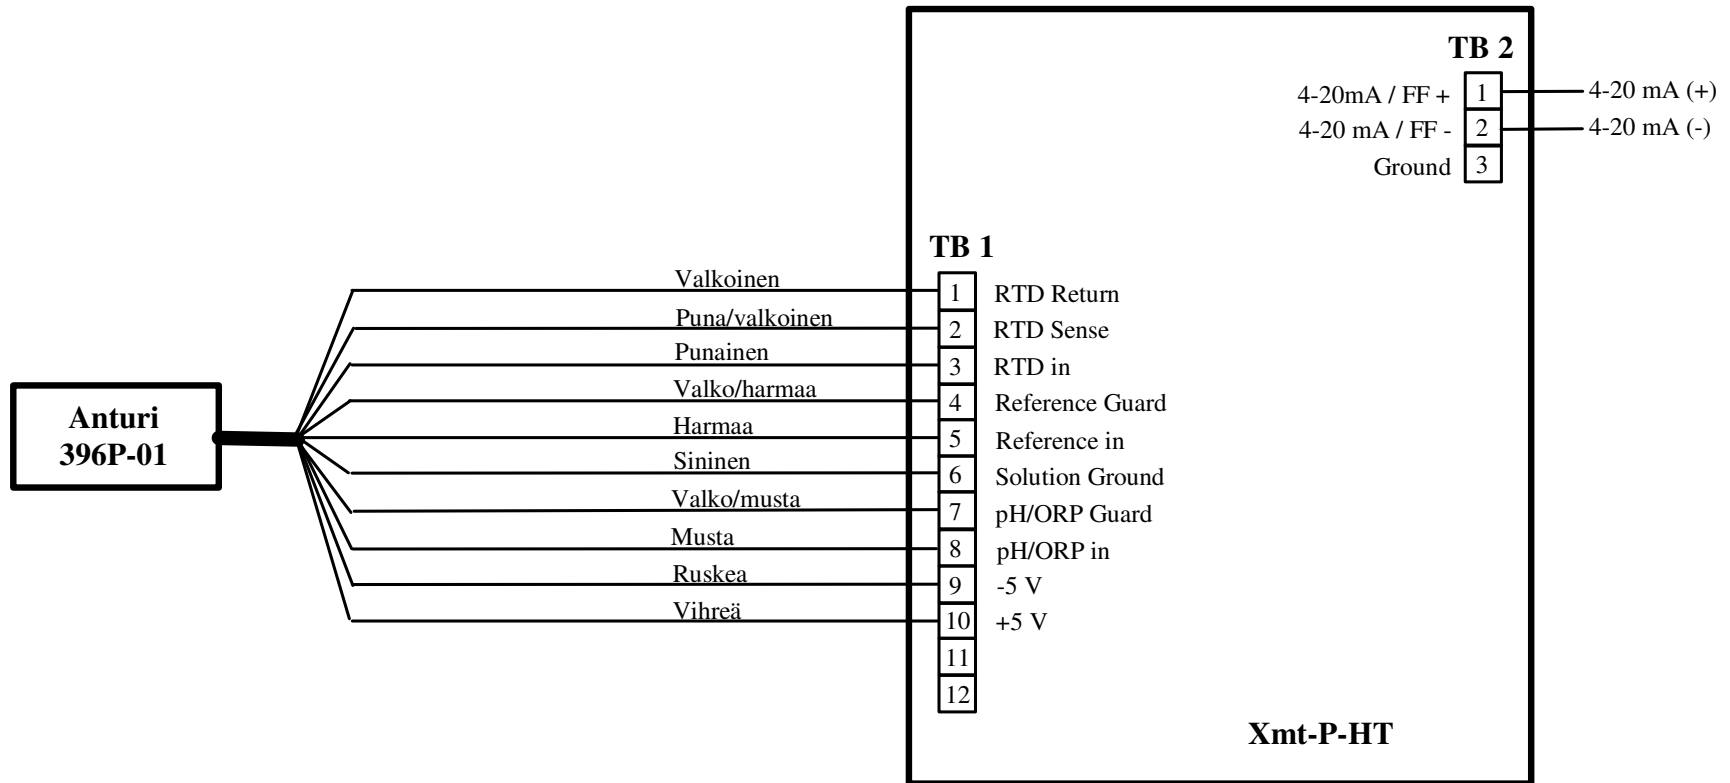 TB 2
4-20mA / FF + 1 4-20 mA (+)
4-20 mA / FF - 2 4-20 mA (-)
Ground 3
TB 1
Valkoinen 1 RTD Return
Puna/valkoinen 2 RTD Sense
Punainen 3 RTD in
Valko/harmaa 4 Reference Guard
Harmaa 5 Reference in
Sininen 6 Solution Ground
Valko/musta 7 pH/ORP Guard
Musta 8 pH/ORP in
Ruskea 9 -5 V
Vihreä 10 +5 V
11
12
Anturi
396P-01
Xmt-P-HT